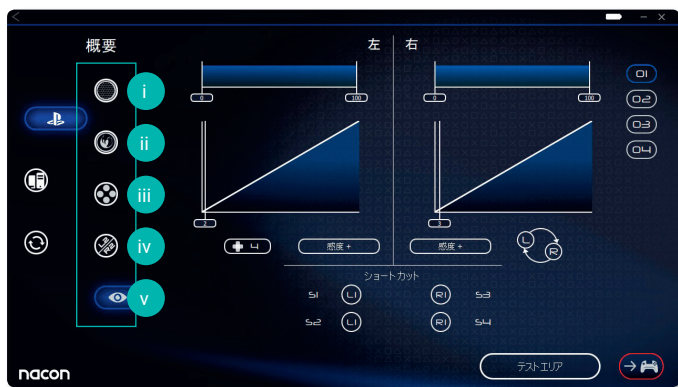 概要
左 右
i
0 100 0 100
01
02
ii
03
04
iii
2 3
iv
4 感度 + 感度 + L R
ショートカット
v
S1 L1 R1 S3
S2 L1 R1 S4
テストエリア
nacon